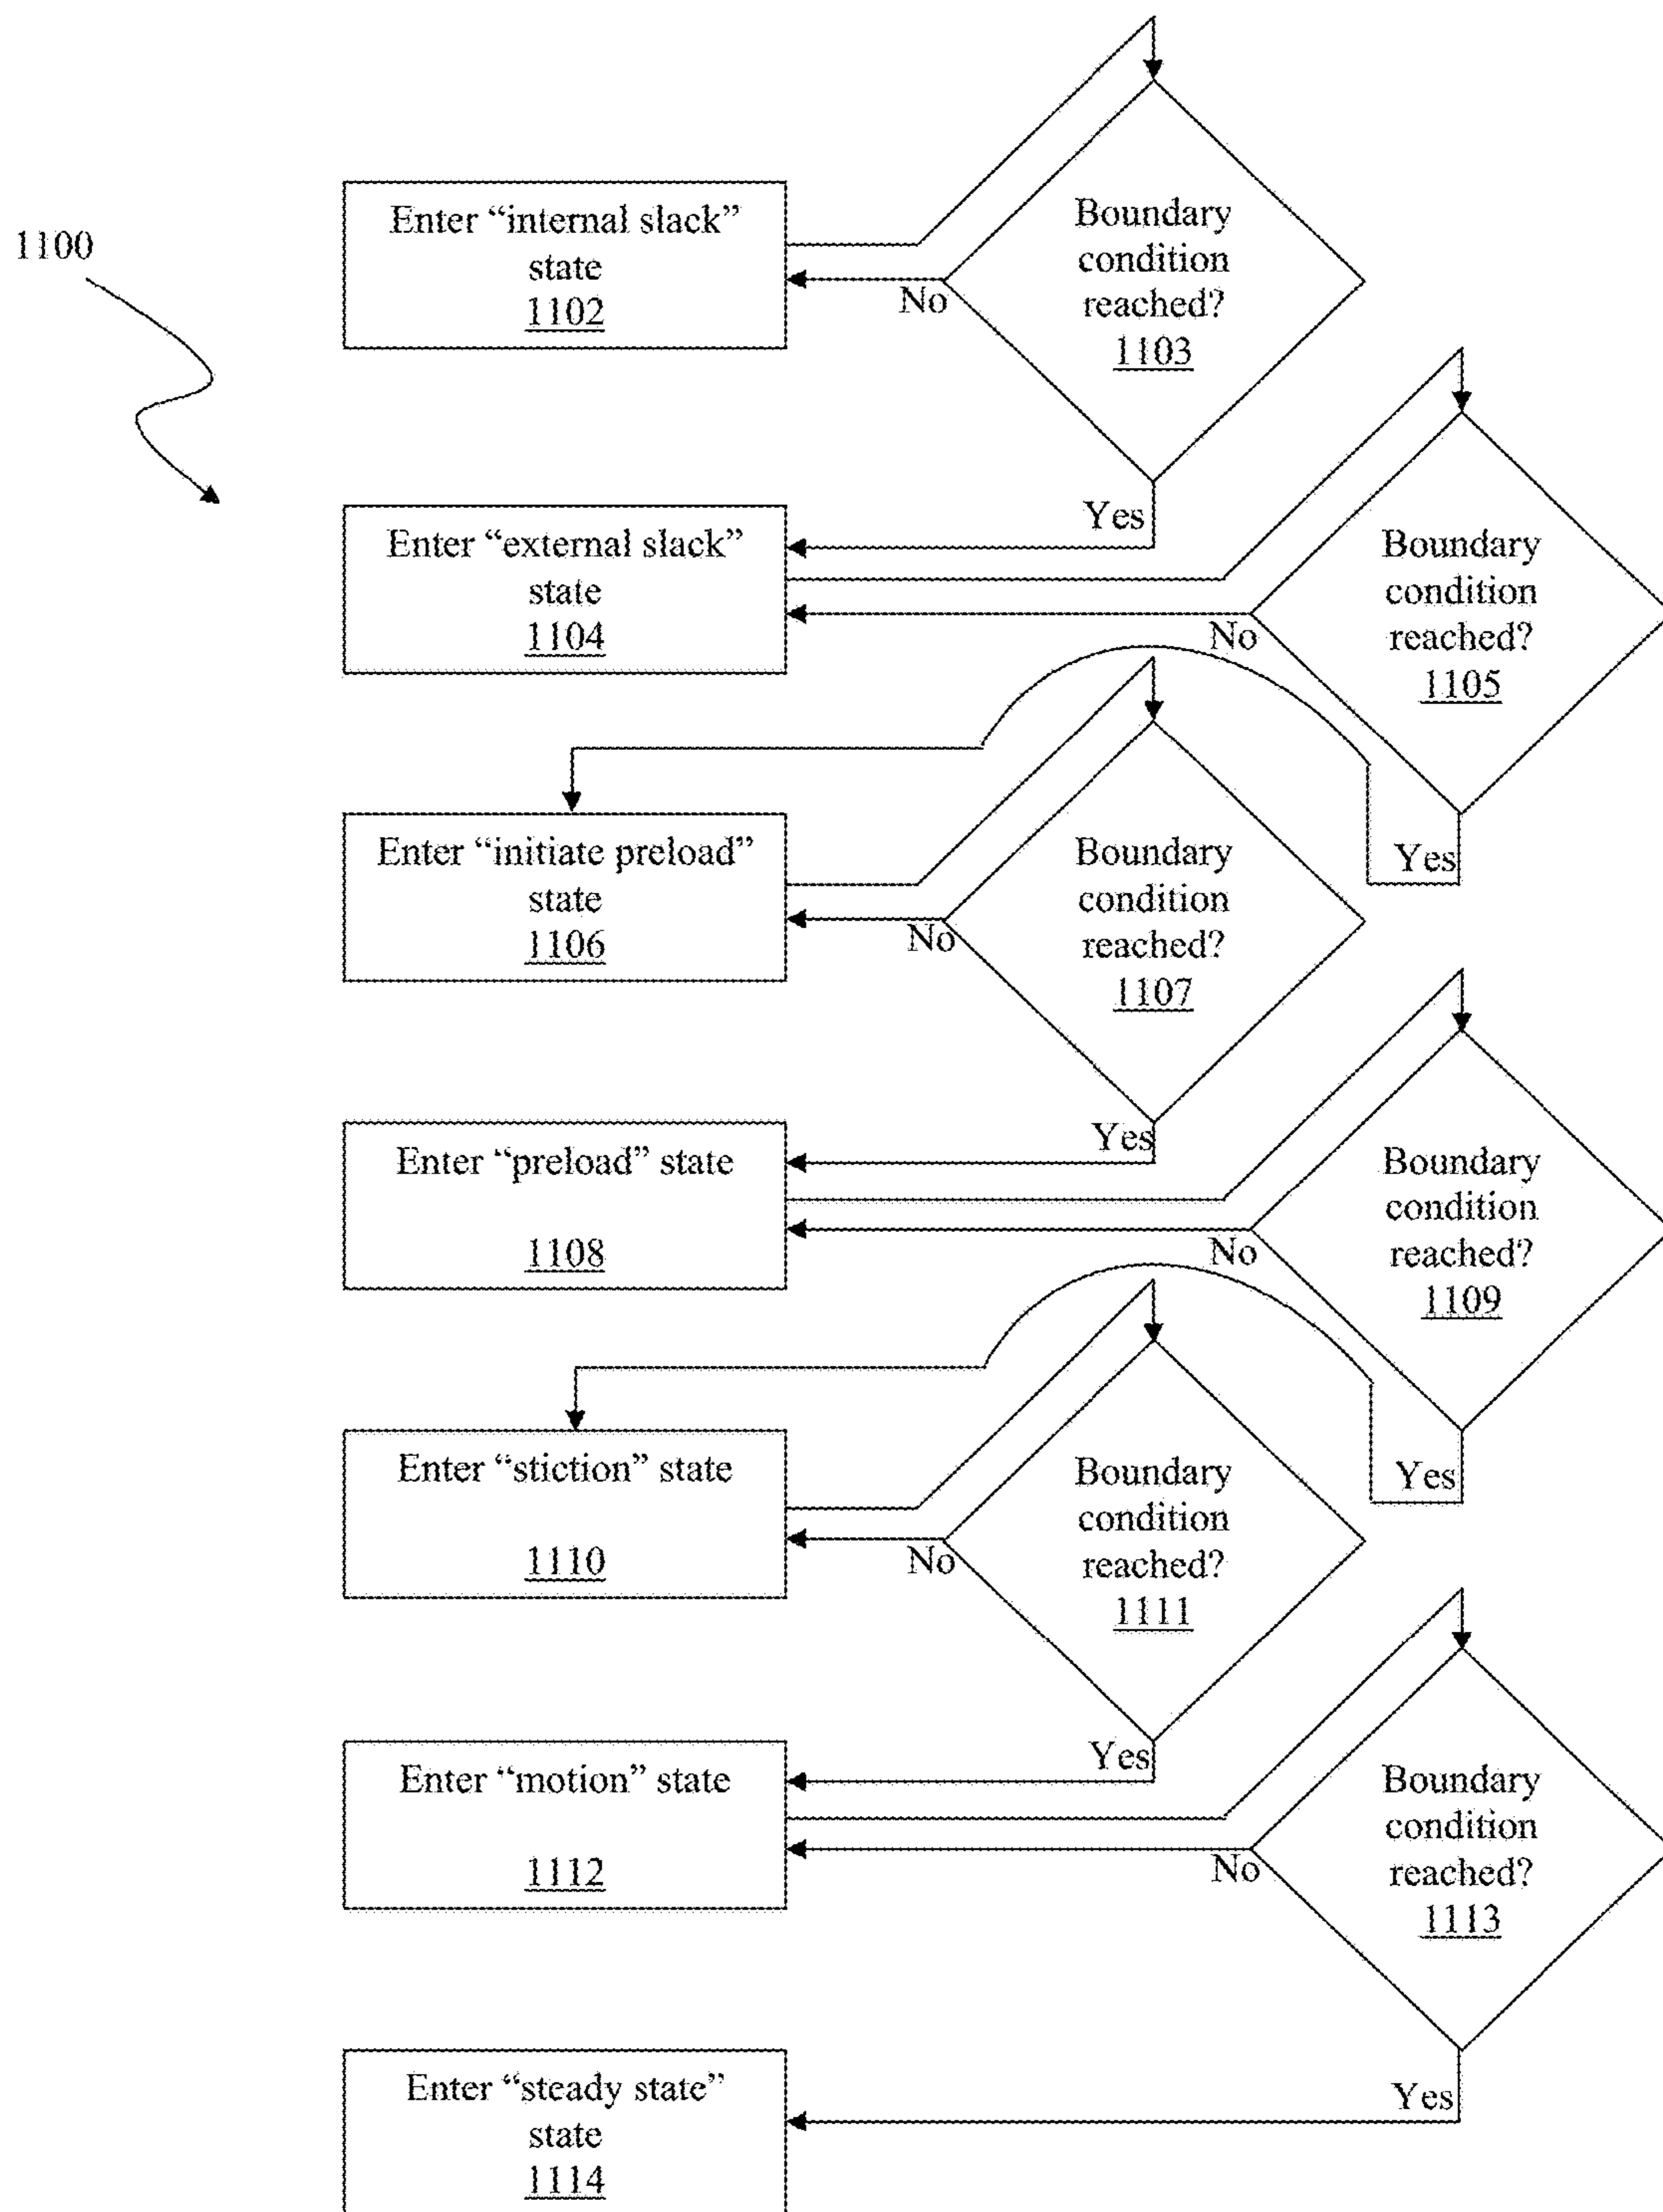 1100
Enter “internal slack”
state
1102
Boundary
condition
reached?
1103
No
Yes
Enter “external slack”
state
1104
Boundary
condition
reached?
1105
No
Yes
Enter “initiate preload”
state
1106
Boundary
condition
reached?
1107
No
Yes
Enter “preload” state
1108
Boundary
condition
reached?
1109
No
Yes
Enter “stiction” state
1110
Boundary
condition
reached?
1111
No
Yes
Enter “motion” state
1112
Boundary
condition
reached?
1113
No
Yes
Enter “steady state”
state
1114